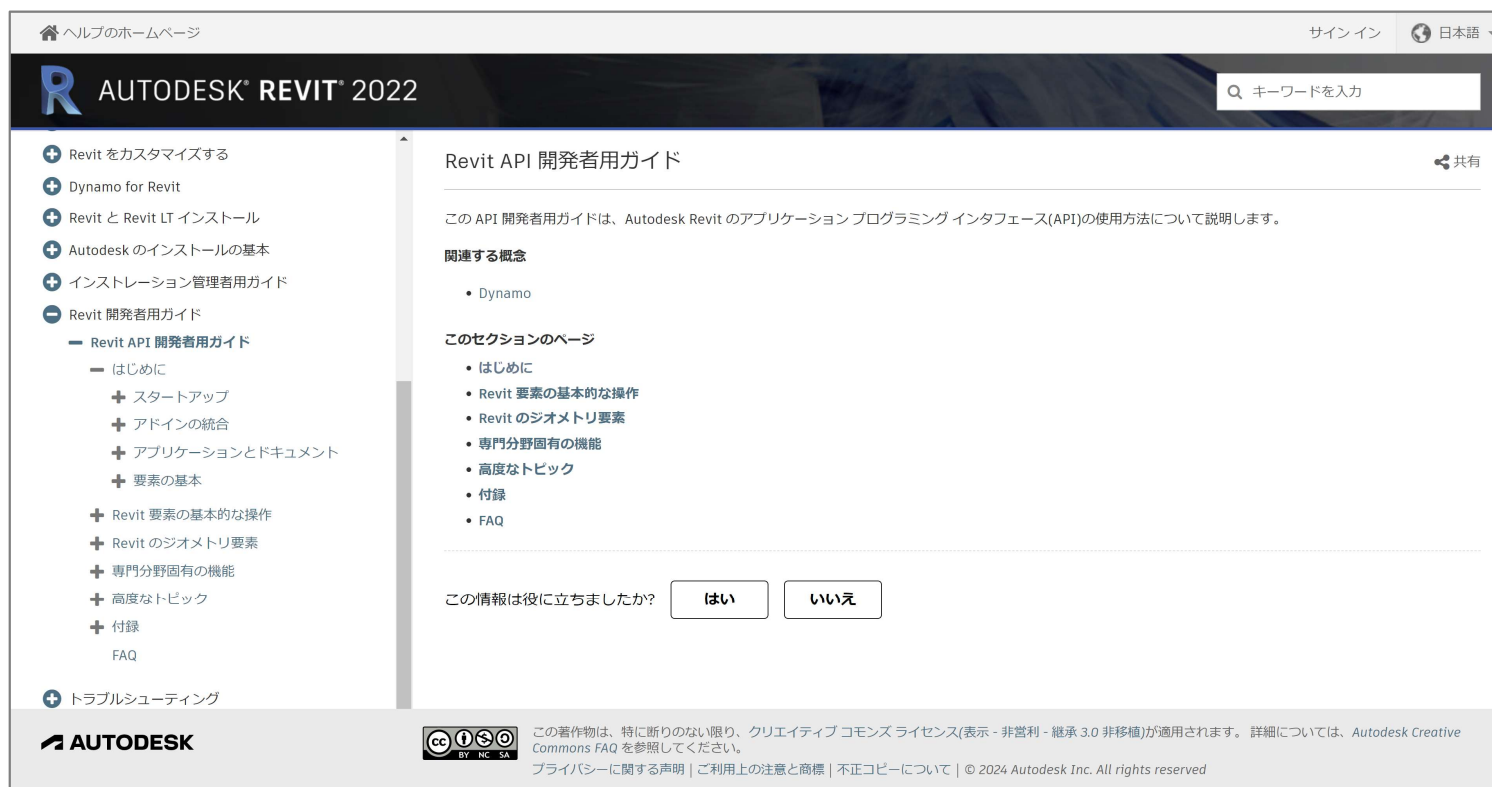 ヘルプのホームページ
サイン イン
日本語
AUTODESK® REVIT® 2022
キーワードを入力
Revit をカスタマイズする
Dynamo for Revit
Revit と Revit LT インストール
Autodesk のインストールの基本
インストレーション管理者用ガイド
Revit 開発者用ガイド
Revit API 開発者用ガイド
はじめに
スタートアップ
アドインの統合
アプリケーションとドキュメント
要素の基本
Revit 要素の基本的な操作
Revit のジオメトリ要素
専門分野固有の機能
高度なトピック
付録
FAQ
トラブルシューティング
Revit API 開発者用ガイド
共有
この API 開発者用ガイドは、Autodesk Revit のアプリケーション プログラミング インタフェース(API)の使用方法について説明します。
関連する概念
• Dynamo
このセクションのページ
• はじめに
• Revit 要素の基本的な操作
• Revit のジオメトリ要素
• 専門分野固有の機能
• 高度なトピック
• 付録
• FAQ
この情報は役に立ちましたか?
はい
いいえ
AUTODESK
cc
BY NC SA
この著作物は、特に断りのない限り、クリエイティブ コモンズ ライセンス(表示 - 非営利 - 継承 3.0 非移植)が適用されます。 詳細については、Autodesk Creative
Commons FAQ を参照してください。
プライバシーに関する声明 | ご利用上の注意と商標 | 不正コピーについて | © 2024 Autodesk Inc. All rights reserved